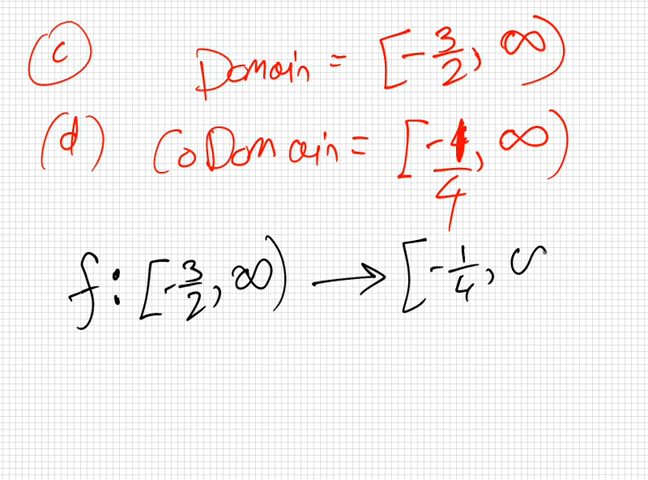 (c) Domain = [-3/2, ∞)
(d) CoDomain = [-1/4, ∞)
f: [-3/2, ∞) → [-1/4,